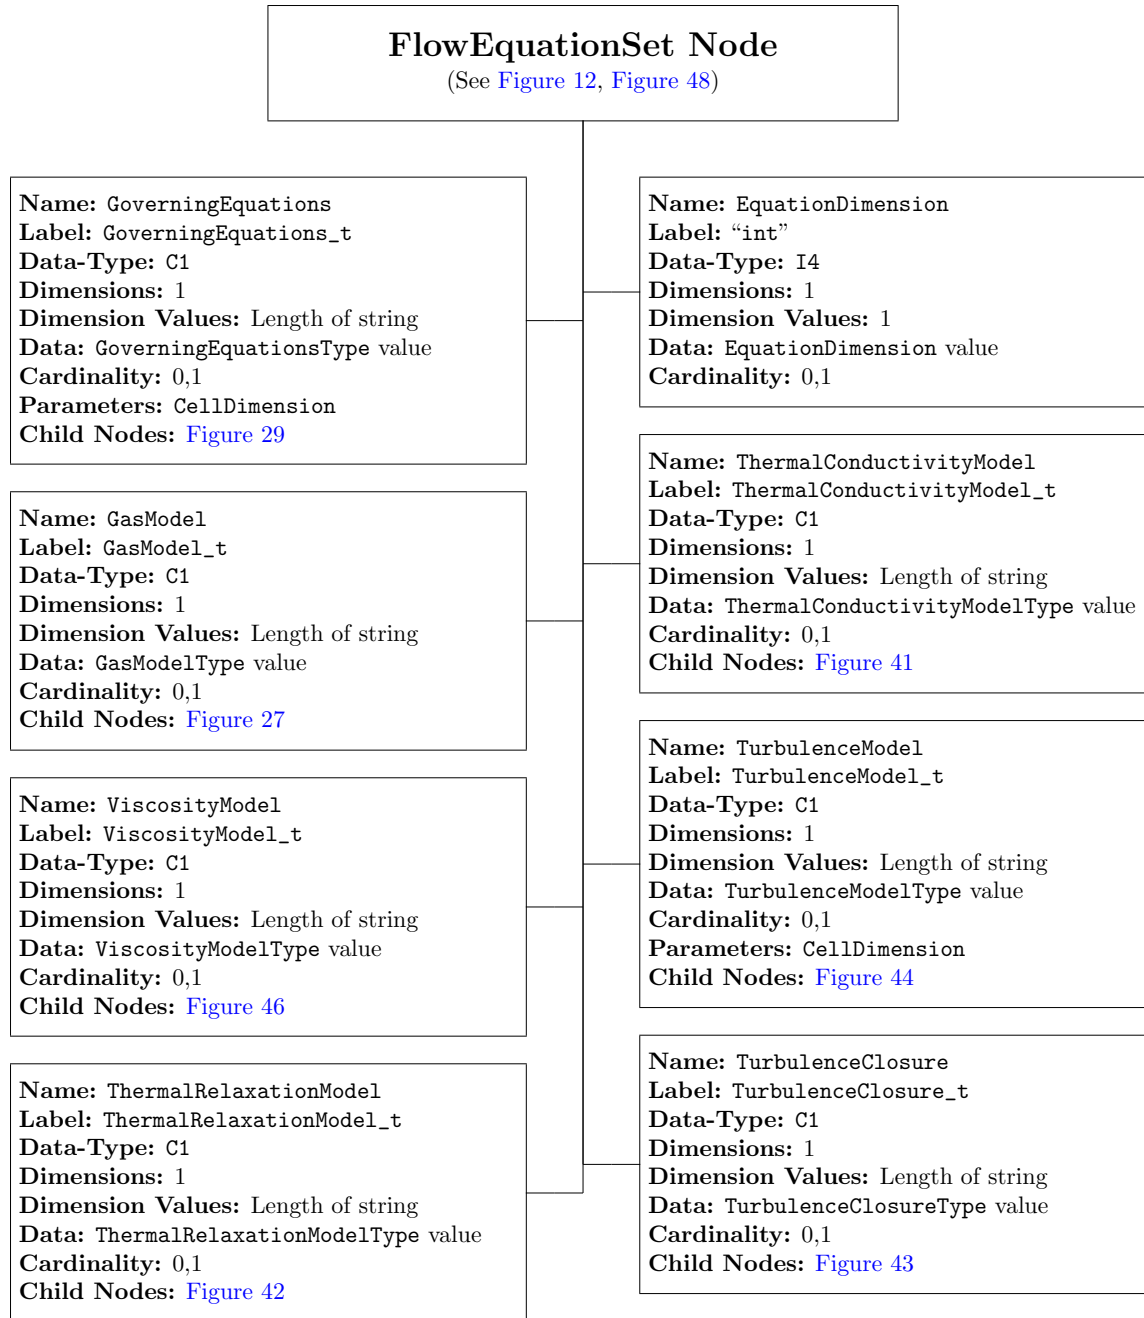 FlowEquationSet Node
(See Figure 12, Figure 48)
Name: GoverningEquations
Label: GoverningEquations_t
Data-Type: C1
Dimensions: 1
Dimension Values: Length of string
Data: GoverningEquationsType value
Cardinality: 0,1
Parameters: CellDimension
Child Nodes: Figure 29
Name: GasModel
Label: GasModel_t
Data-Type: C1
Dimensions: 1
Dimension Values: Length of string
Data: GasModelType value
Cardinality: 0,1
Child Nodes: Figure 27
Name: ViscosityModel
Label: ViscosityModel_t
Data-Type: C1
Dimensions: 1
Dimension Values: Length of string
Data: ViscosityModelType value
Cardinality: 0,1
Child Nodes: Figure 46
Name: ThermalRelaxationModel
Label: ThermalRelaxationModel_t
Data-Type: C1
Dimensions: 1
Dimension Values: Length of string
Data: ThermalRelaxationModelType value
Cardinality: 0,1
Child Nodes: Figure 42
Name: EquationDimension
Label: “int”
Data-Type: I4
Dimensions: 1
Dimension Values: 1
Data: EquationDimension value
Cardinality: 0,1
Name: ThermalConductivityModel
Label: ThermalConductivityModel_t
Data-Type: C1
Dimensions: 1
Dimension Values: Length of string
Data: ThermalConductivityModelType value
Cardinality: 0,1
Child Nodes: Figure 41
Name: TurbulenceModel
Label: TurbulenceModel_t
Data-Type: C1
Dimensions: 1
Dimension Values: Length of string
Data: TurbulenceModelType value
Cardinality: 0,1
Parameters: CellDimension
Child Nodes: Figure 44
Name: TurbulenceClosure
Label: TurbulenceClosure_t
Data-Type: C1
Dimensions: 1
Dimension Values: Length of string
Data: TurbulenceClosureType value
Cardinality: 0,1
Child Nodes: Figure 43